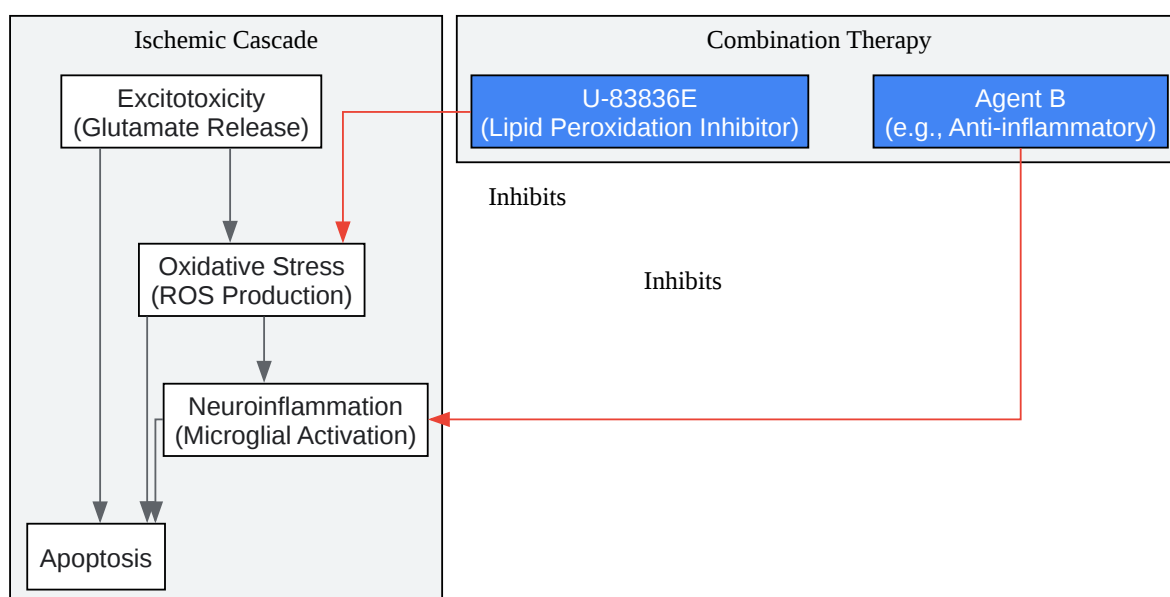 Ischemic Cascade
Combination Therapy
Excitotoxicity
(Glutamate Release)
U-83836E
(Lipid Peroxidation Inhibitor)
Agent B
(e.g., Anti-inflammatory)
Inhibits
Oxidative Stress
(ROS Production)
Inhibits
Neuroinflammation
(Microglial Activation)
Apoptosis